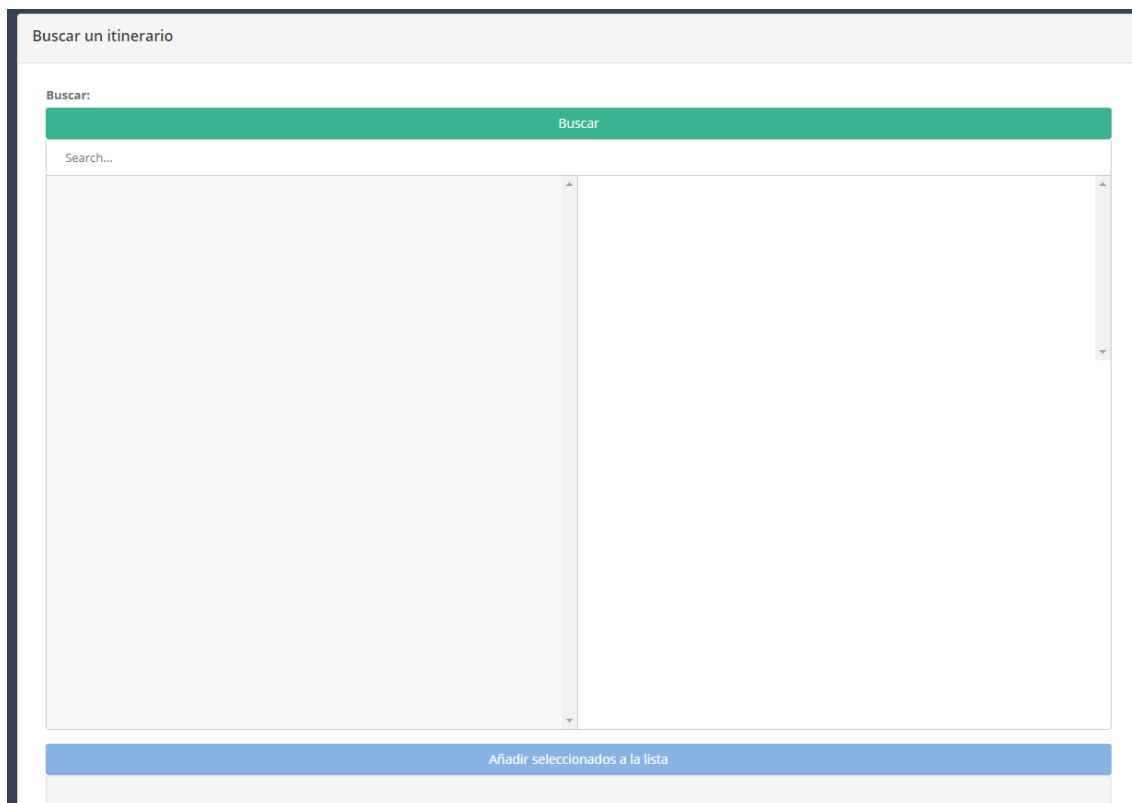 Buscar un itinerario
Buscar:
Buscar
Search...
Añadir seleccionados a la lista